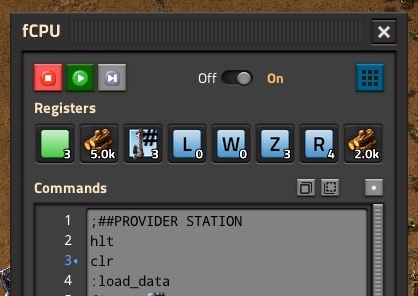 fCPU
Off On
Registers
3 5.0k # 3 L 0 W 0 Z 3 R 4 2.0k
Commands
1 ;##PROVIDER STATION
2 hlt
3 clr
4 :load_data